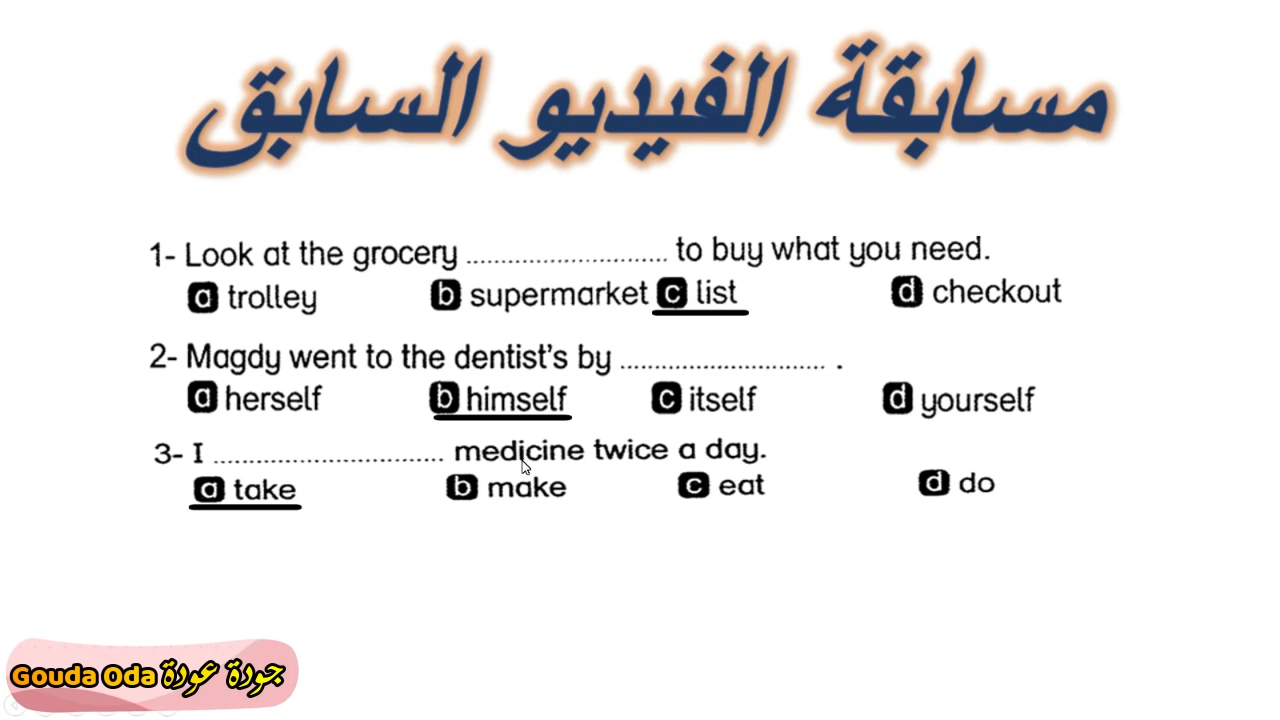 مسابقة الفيديو السابق
1- Look at the grocery .............................. to buy what you need.
a trolley b supermarket c list d checkout
2- Magdy went to the dentist's by .............................. .
a herself b himself c itself d yourself
3- I .................................. medicine twice a day.
a take b make c eat d do
Gouda Oda جودة عودة